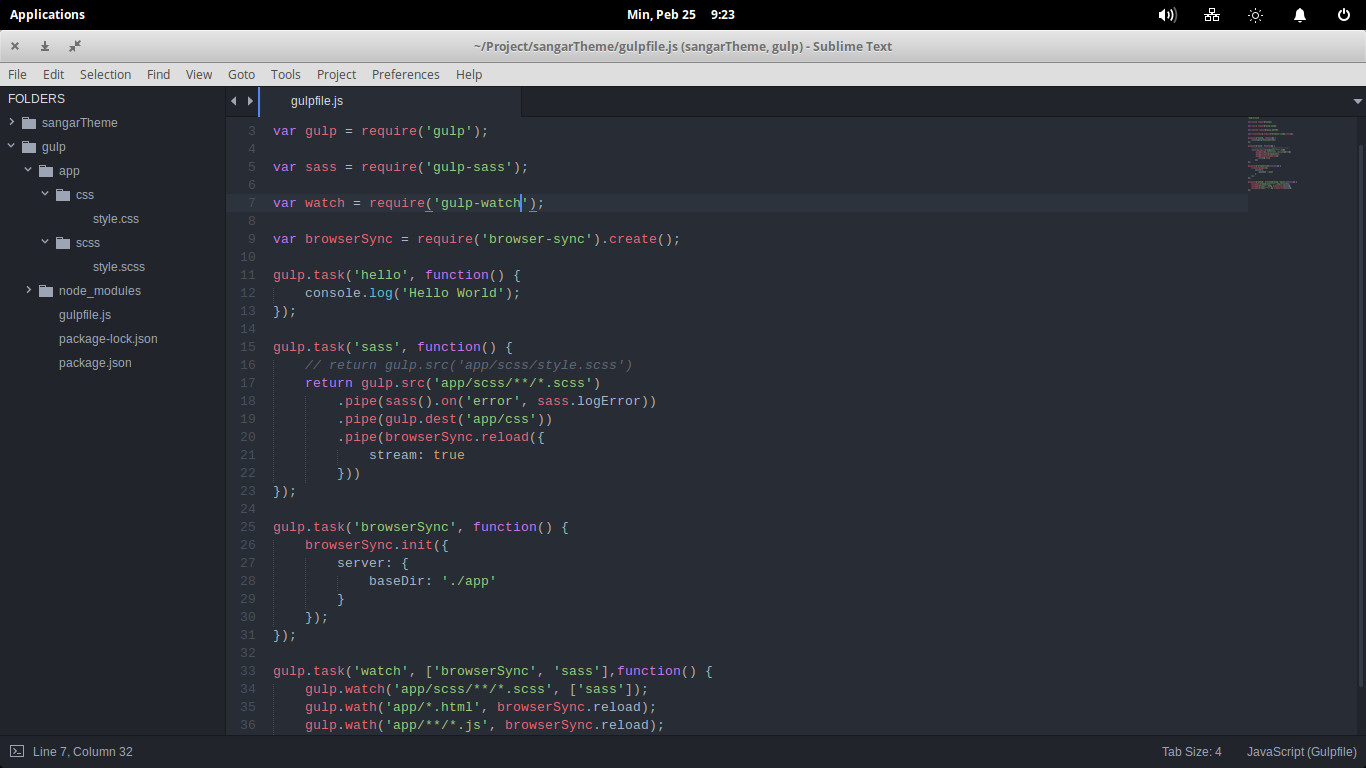 Applications
Min, Peb 25 9:23
~/Project/sangarTheme/gulpfile.js (sangarTheme, gulp) - Sublime Text
File Edit Selection Find View Goto Tools Project Preferences Help
FOLDERS
sangarTheme
gulp
app
css
style.css
scss
style.scss
node_modules
gulpfile.js
package-lock.json
package.json
gulpfile.js
3 var gulp = require('gulp');
4
5 var sass = require('gulp-sass');
6
7 var watch = require('gulp-watch');
8
9 var browserSync = require('browser-sync').create();
10
11 gulp.task('hello', function() {
12     console.log('Hello World');
13 });
14
15 gulp.task('sass', function() {
16     // return gulp.src('app/scss/style.scss')
17     return gulp.src('app/scss/**/*.scss')
18         .pipe(sass().on('error', sass.logError))
19         .pipe(gulp.dest('app/css'))
20         .pipe(browserSync.reload({
21             stream: true
22         }))
23 });
24
25 gulp.task('browserSync', function() {
26     browserSync.init({
27         server: {
28             baseDir: './app'
29         }
30     });
31 });
32
33 gulp.task('watch', ['browserSync', 'sass'],function() {
34     gulp.watch('app/scss/**/*.scss', ['sass']);
35     gulp.wath('app/*.html', browserSync.reload);
36     gulp.wath('app/**/*.js', browserSync.reload);
Line 7, Column 32
Tab Size: 4 JavaScript (Gulpfile)